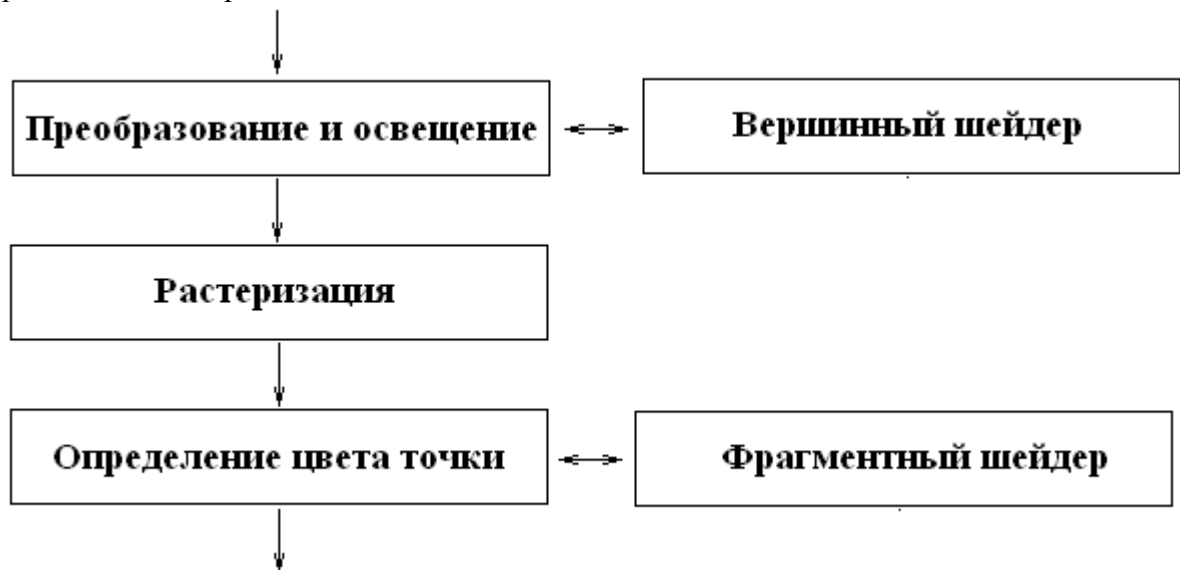 Преобразование и освещение
Вершинный шейдер
Растеризация
Определение цвета точки
Фрагментный шейдер